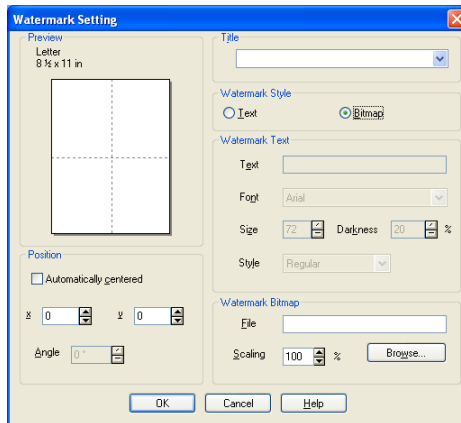 Watermark Setting
Preview
Letter
8 ½ x 11 in
Title
Watermark Style
Text
Bitmap
Watermark Text
Text
Font
Arial
Size
72
Darkness
20
%
Style
Regular
Position
Automatically centered
x
0
y
0
Angle
0 °
Watermark Bitmap
File
Scaling
100
%
Browse...
OK
Cancel
Help